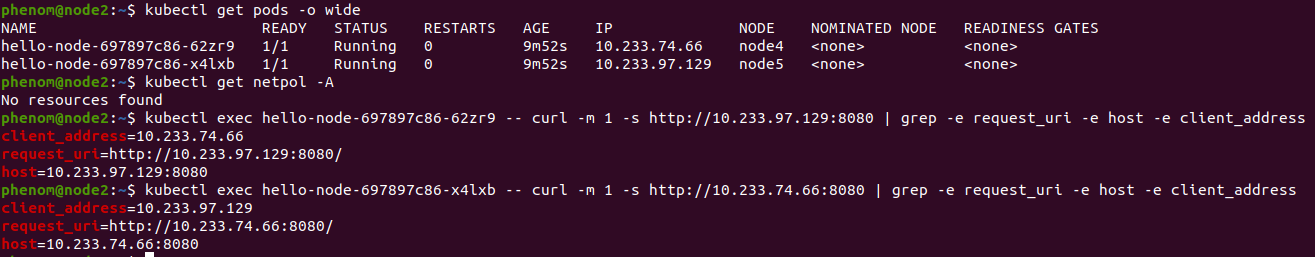 phenom@node2:~$ kubectl get pods -o wide
NAME READY STATUS RESTARTS AGE IP NODE NOMINATED NODE READINESS GATES
hello-node-697897c86-62zr9 1/1 Running 0 9m52s 10.233.74.66 node4 <none> <none>
hello-node-697897c86-x4lxb 1/1 Running 0 9m52s 10.233.97.129 node5 <none> <none>
phenom@node2:~$ kubectl get netpol -A
No resources found
phenom@node2:~$ kubectl exec hello-node-697897c86-62zr9 -- curl -m 1 -s http://10.233.97.129:8080 | grep -e request_uri -e host -e client_address
client_address=10.233.74.66
request_uri=http://10.233.97.129:8080/
host=10.233.97.129:8080
phenom@node2:~$ kubectl exec hello-node-697897c86-x4lxb -- curl -m 1 -s http://10.233.74.66:8080 | grep -e request_uri -e host -e client_address
client_address=10.233.97.129
request_uri=http://10.233.74.66:8080/
host=10.233.74.66:8080